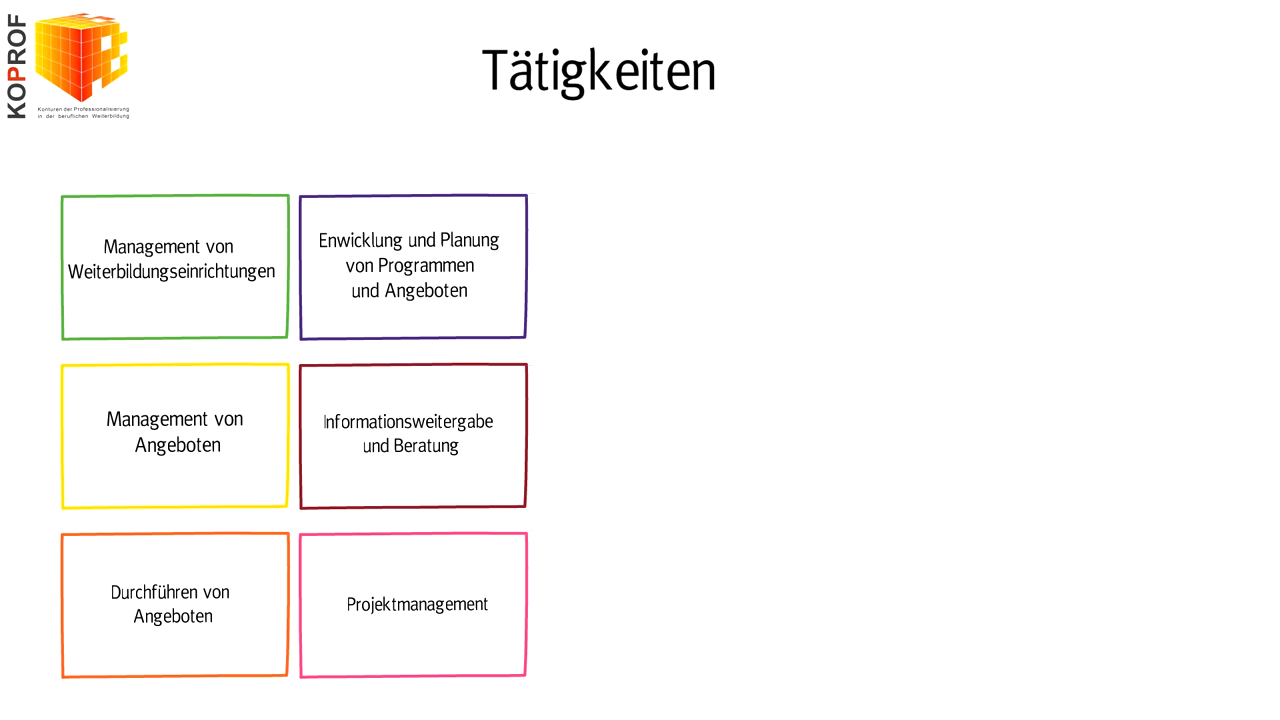 KOPROF
Konturen der Professionalisierung
in der beruflichen Weiterbildung
Tätigkeiten
Management von
Weiterbildungseinrichtungen
Enwicklung und Planung
von Programmen
und Angeboten
Management von
Angeboten
Informationsweitergabe
und Beratung
Durchführen von
Angeboten
Projektmanagement